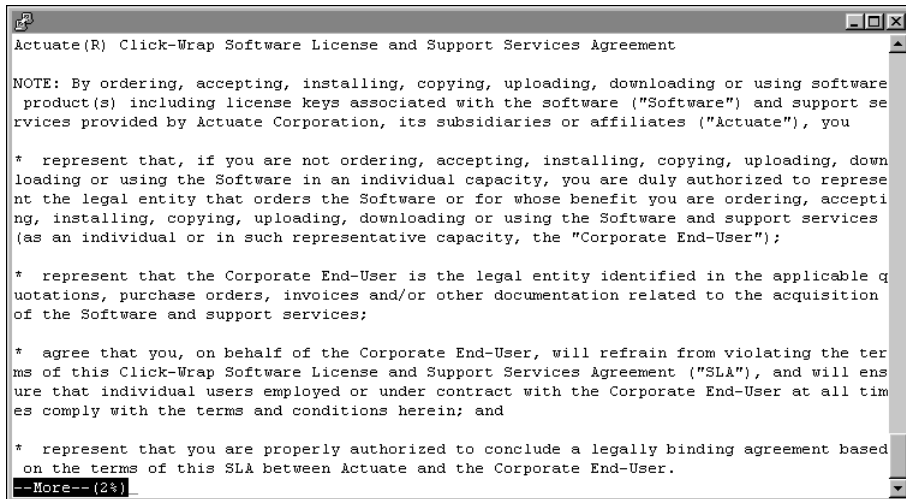 Actuate(R) Click-Wrap Software License and Support Services Agreement
NOTE: By ordering, accepting, installing, copying, uploading, downloading or using software
 product(s) including license keys associated with the software ("Software") and support se
rvices provided by Actuate Corporation, its subsidiaries or affiliates ("Actuate"), you
*  represent that, if you are not ordering, accepting, installing, copying, uploading, down
loading or using the Software in an individual capacity, you are duly authorized to represe
nt the legal entity that orders the Software or for whose benefit you are ordering, accepti
ng, installing, copying, uploading, downloading or using the Software and support services
(as an individual or in such representative capacity, the "Corporate End-User");
*  represent that the Corporate End-User is the legal entity identified in the applicable q
uotations, purchase orders, invoices and/or other documentation related to the acquisition
of the Software and support services;
*  agree that you, on behalf of the Corporate End-User, will refrain from violating the ter
ms of this Click-Wrap Software License and Support Services Agreement ("SLA"), and will ens
ure that individual users employed or under contract with the Corporate End-User at all tim
es comply with the terms and conditions herein; and
*  represent that you are properly authorized to conclude a legally binding agreement based
 on the terms of this SLA between Actuate and the Corporate End-User.
--More--(2%)